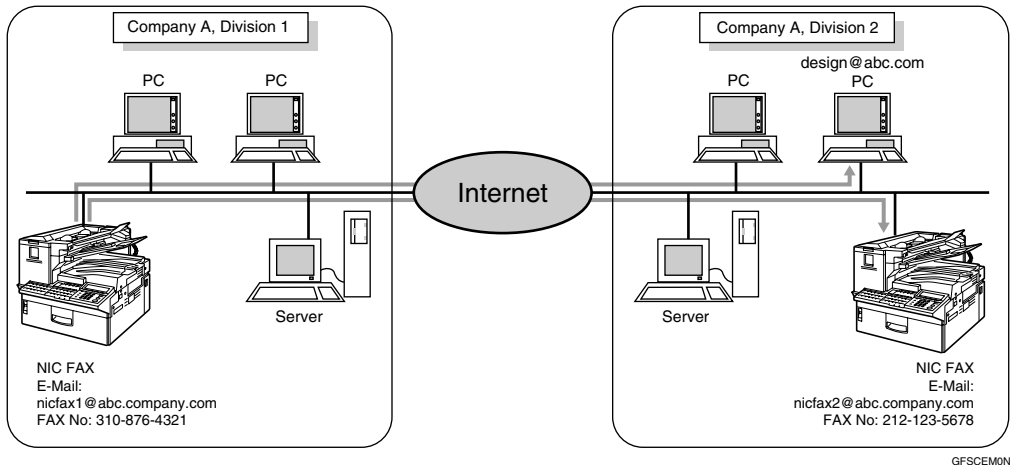 Company A, Division 1
PC
PC
Server
NIC FAX
E-Mail:
nicfax1@abc.company.com
FAX No: 310-876-4321
Internet
Company A, Division 2
design@abc.com
PC
PC
Server
NIC FAX
E-Mail:
nicfax2@abc.company.com
FAX No: 212-123-5678
GFSCEM0N